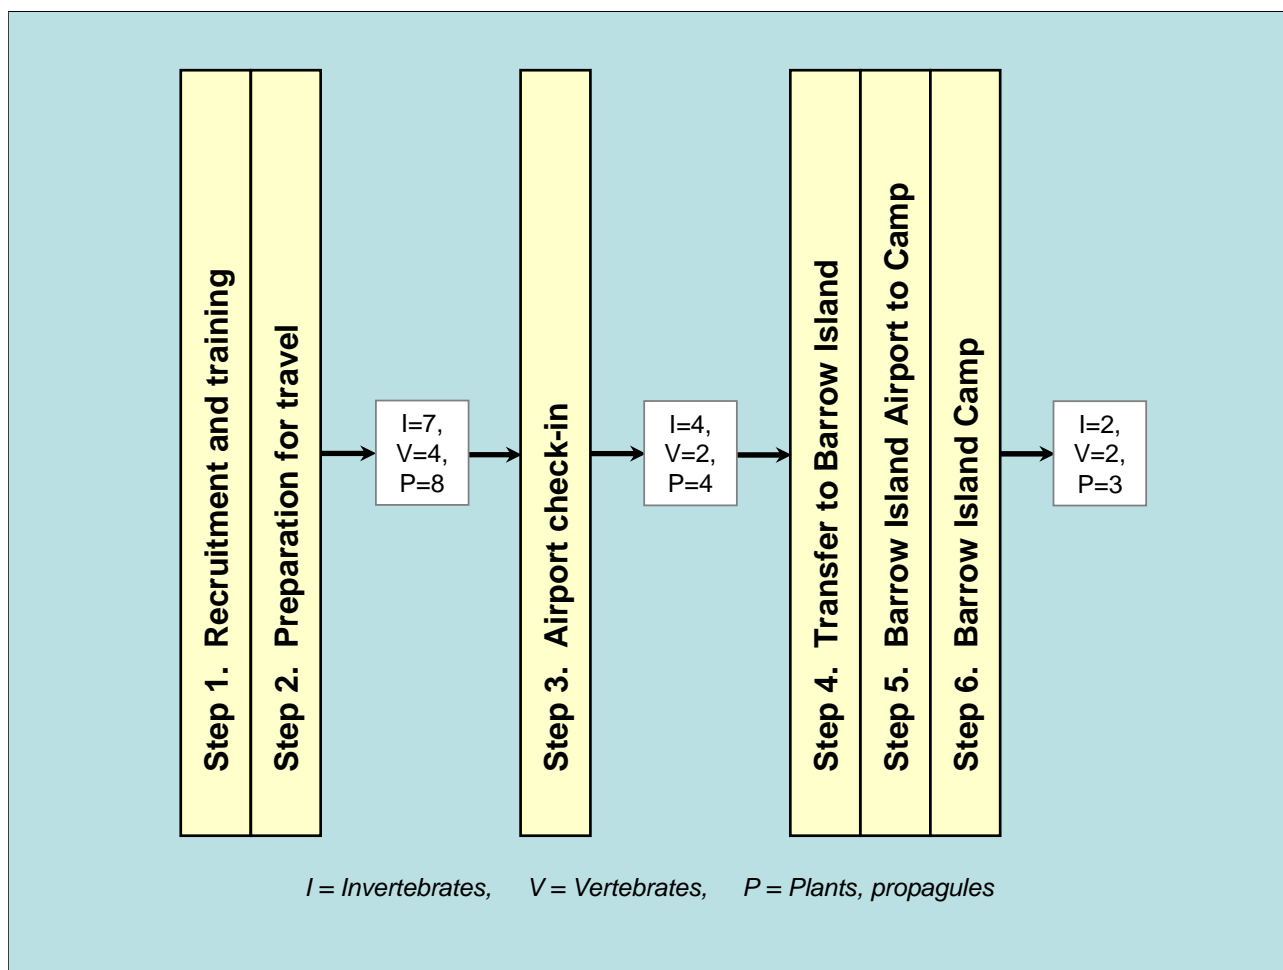 Step 1. Recruitment and training
Step 2. Preparation for travel
I=7,
V=4,
P=8
Step 3. Airport check-in
I=4,
V=2,
P=4
Step 4. Transfer to Barrow Island
Step 5. Barrow Island Airport to Camp
Step 6. Barrow Island Camp
I=2,
V=2,
P=3
I = Invertebrates, V = Vertebrates, P = Plants, propagules